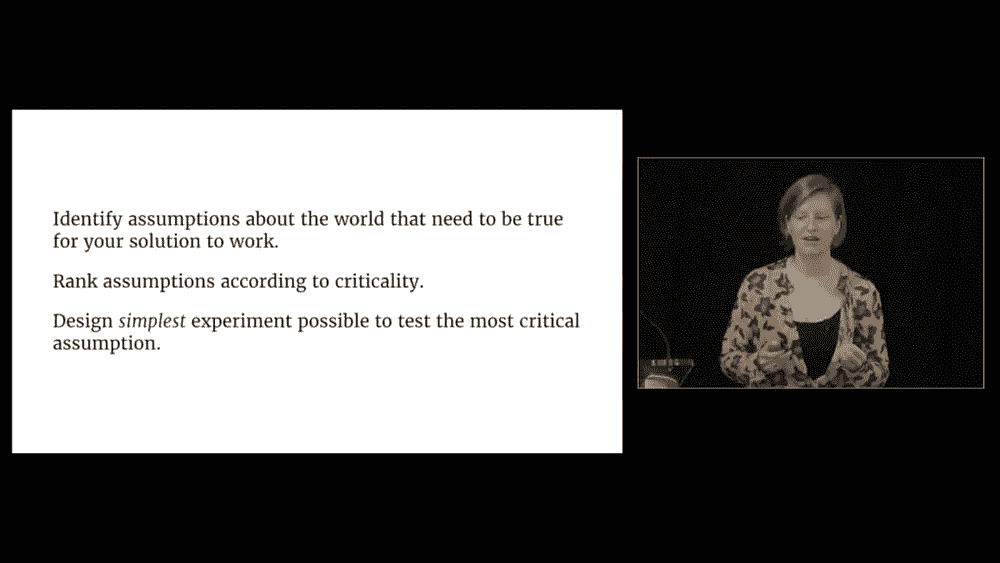 Identify assumptions about the world that need to be true
for your solution to work.
Rank assumptions according to criticality.
Design simplest experiment possible to test the most critical
assumption.